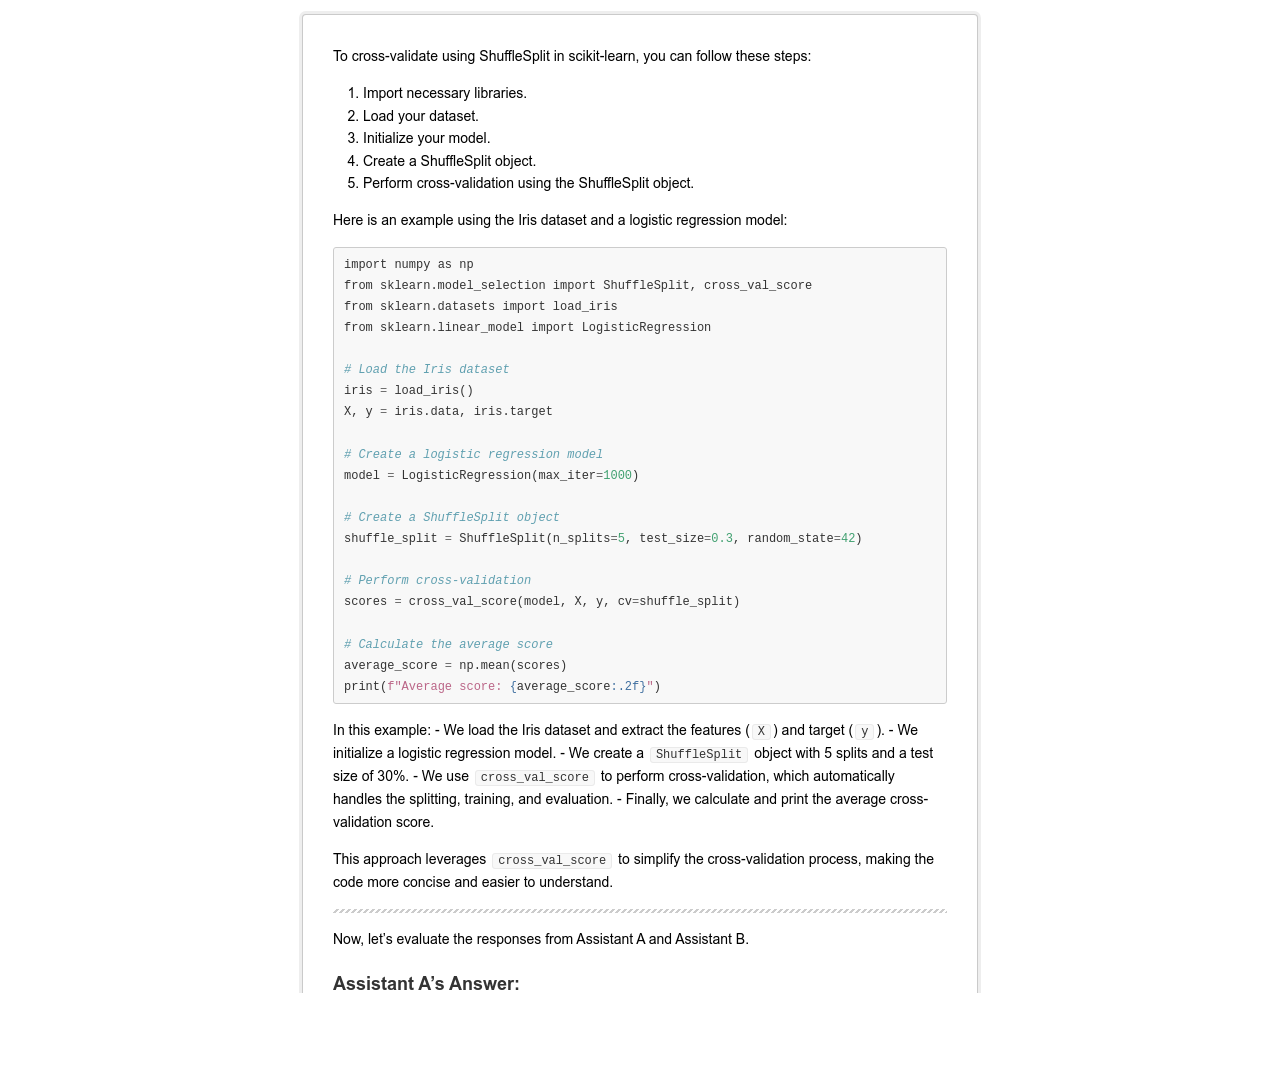 To cross-validate using ShuffleSplit in scikit-learn, you can follow these steps:
1. Import necessary libraries.
2. Load your dataset.
3. Initialize your model.
4. Create a ShuffleSplit object.
5. Perform cross-validation using the ShuffleSplit object.
Here is an example using the Iris dataset and a logistic regression model:
import numpy as np
from sklearn.model_selection import ShuffleSplit, cross_val_score
from sklearn.datasets import load_iris
from sklearn.linear_model import LogisticRegression
# Load the Iris dataset
iris = load_iris()
X, y = iris.data, iris.target
# Create a logistic regression model
model = LogisticRegression(max_iter=1000)
# Create a ShuffleSplit object
shuffle_split = ShuffleSplit(n_splits=5, test_size=0.3, random_state=42)
# Perform cross-validation
scores = cross_val_score(model, X, y, cv=shuffle_split)
# Calculate the average score
average_score = np.mean(scores)
print(f"Average score: {average_score:.2f}")
In this example: - We load the Iris dataset and extract the features ( X ) and target ( y ). - We
initialize a logistic regression model. - We create a ShuffleSplit object with 5 splits and a test
size of 30%. - We use cross_val_score to perform cross-validation, which automatically
handles the splitting, training, and evaluation. - Finally, we calculate and print the average cross-
validation score.
This approach leverages cross_val_score to simplify the cross-validation process, making the
code more concise and easier to understand.
Now, let’s evaluate the responses from Assistant A and Assistant B.
Assistant A’s Answer: